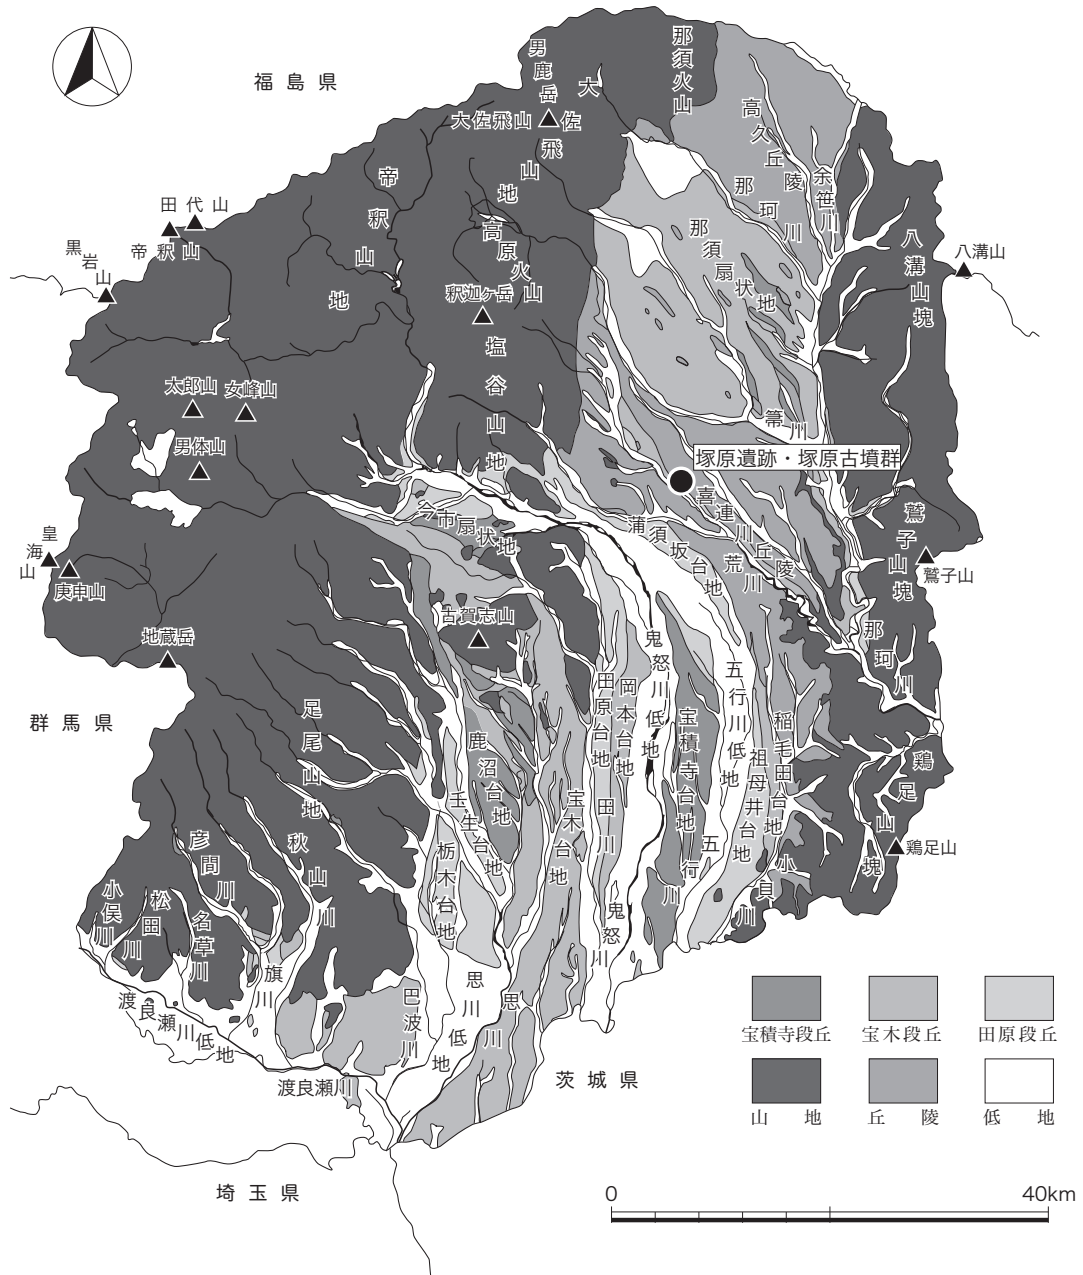 福島県
男鹿岳
大佐飛山
大佐飛山地
那須火山
高久丘陵
余笹川
那珂川
那須扇状地
帝釈山地
田代山
帝釈山
黒岩山
高原火山
釈迦ヶ岳
塩谷山地
八溝山塊
八溝山
太郎山
女峰山
男体山
箒川
塚原遺跡・塚原古墳群
喜連川丘陵
荒川
今市扇状地
蒲須坂台地
鷲子山塊
鷲子山
皇海山
庚申山
古賀志山
地蔵岳
那珂川
群馬県
足尾山地
鹿沼台地
壬生台地
宝木台地
田原台地
田川
岡本台地
鬼怒川低地
宝積寺台地
五行川低地
五行川
祖母井台地
稲毛田台地
小貝川
鶏足山塊
鶏足山
栃木台地
秋山川
彦間川
小俣川
松田川
名草川
旗川
渡良瀬川低地
渡良瀬川
巴波川
思川低地
思川
鬼怒川
茨城県
埼玉県
宝積寺段丘
宝木段丘
田原段丘
山地
丘陵
低地
0
40km